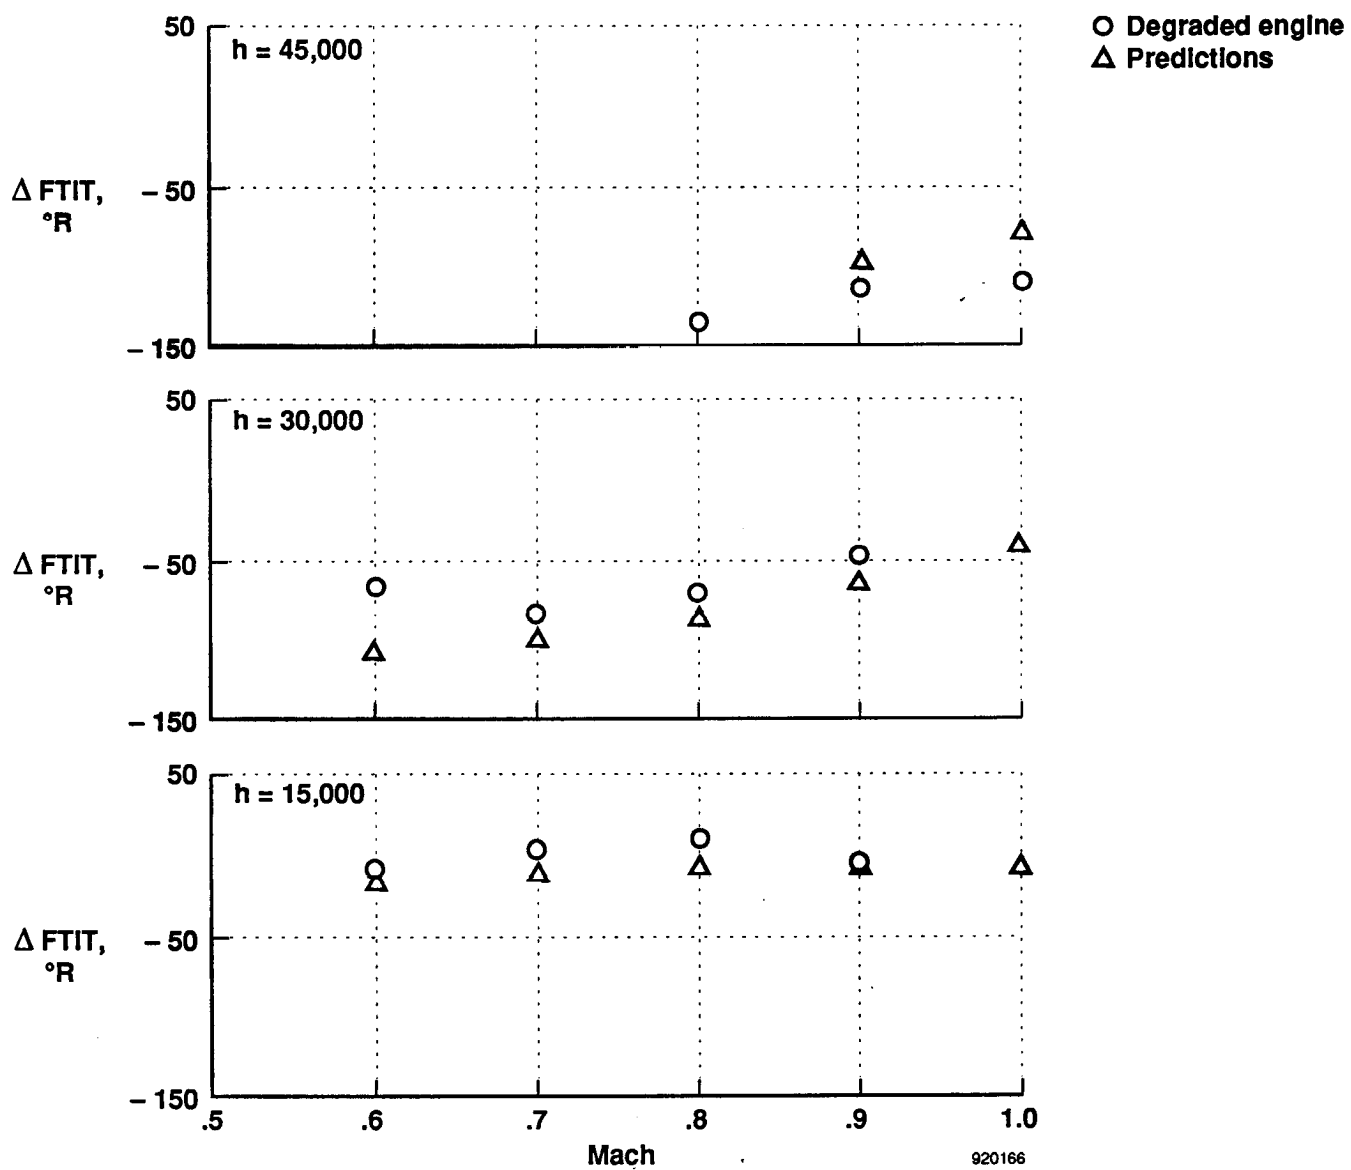 ○ Degraded engine
△ Predictions
50
h = 45,000
Δ FTIT,
°R
– 50
– 150
50
h = 30,000
Δ FTIT,
°R
– 50
– 150
50
h = 15,000
Δ FTIT,
°R
– 50
– 150
.5 .6 .7 .8 .9 1.0
Mach
920166